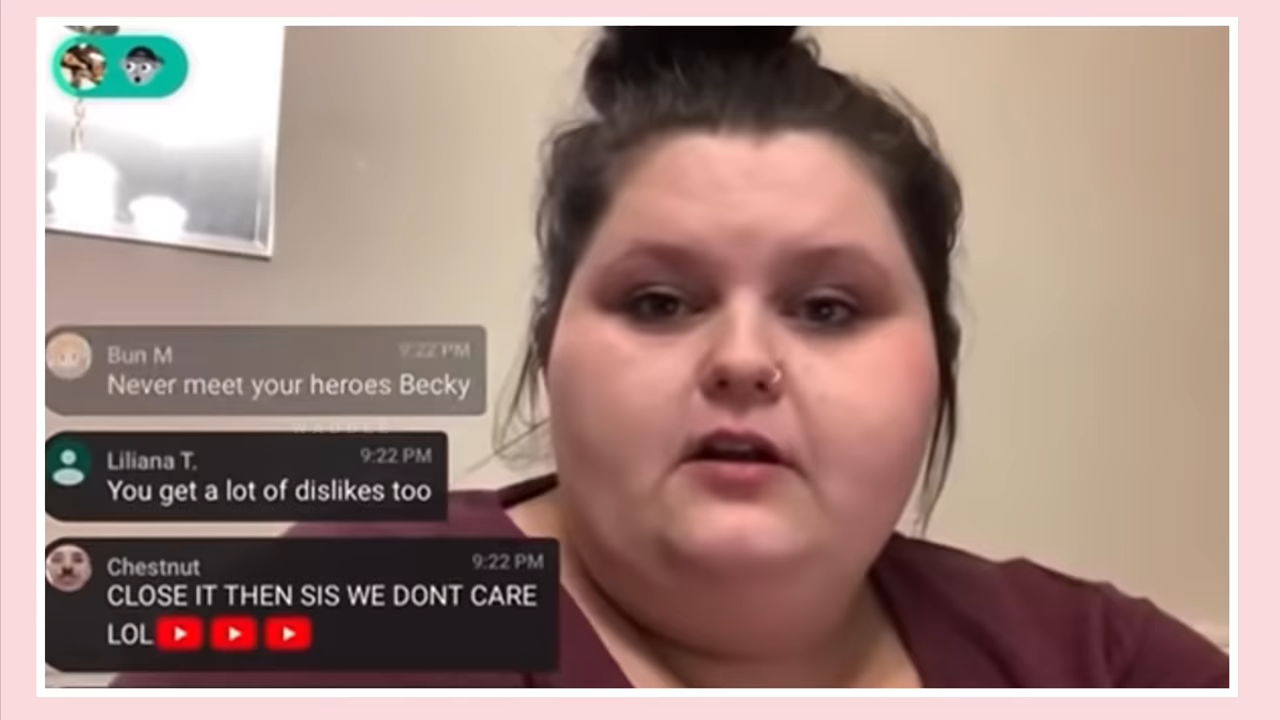 Bun M 9:22 PM
Never meet your heroes Becky
WADDLE
Liliana T. 9:22 PM
You get a lot of dislikes too
Chestnut 9:22 PM
CLOSE IT THEN SIS WE DONT CARE
LOL